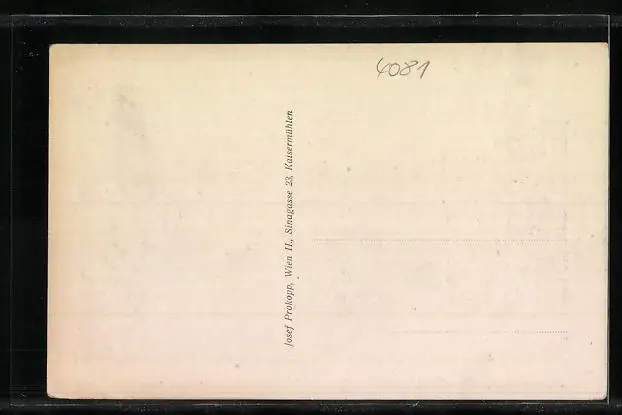 4081
Josef Prokopp, Wien II., Sinagasse 23, Kaisermühlen